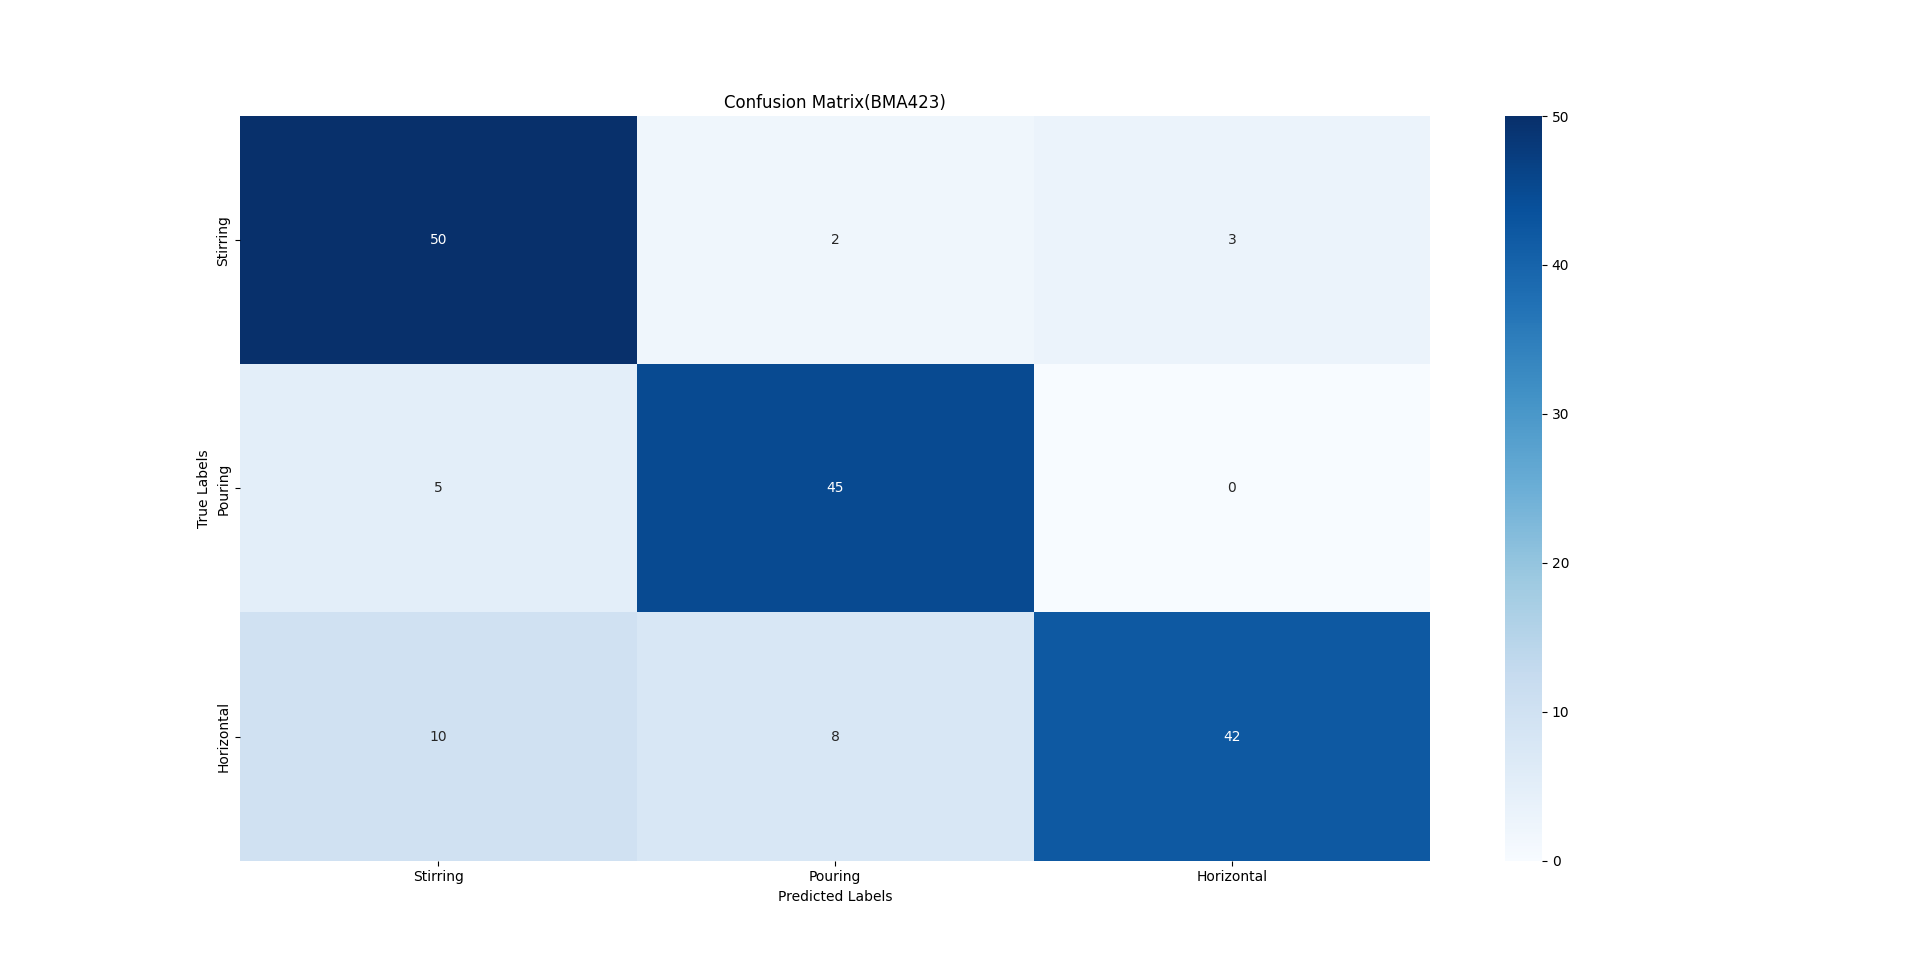 Confusion Matrix(BMA423)
True Labels
Stirring
50 2 3
Pouring
5 45 0
Horizontal
10 8 42
Stirring Pouring Horizontal
Predicted Labels
50
40
30
20
10
0